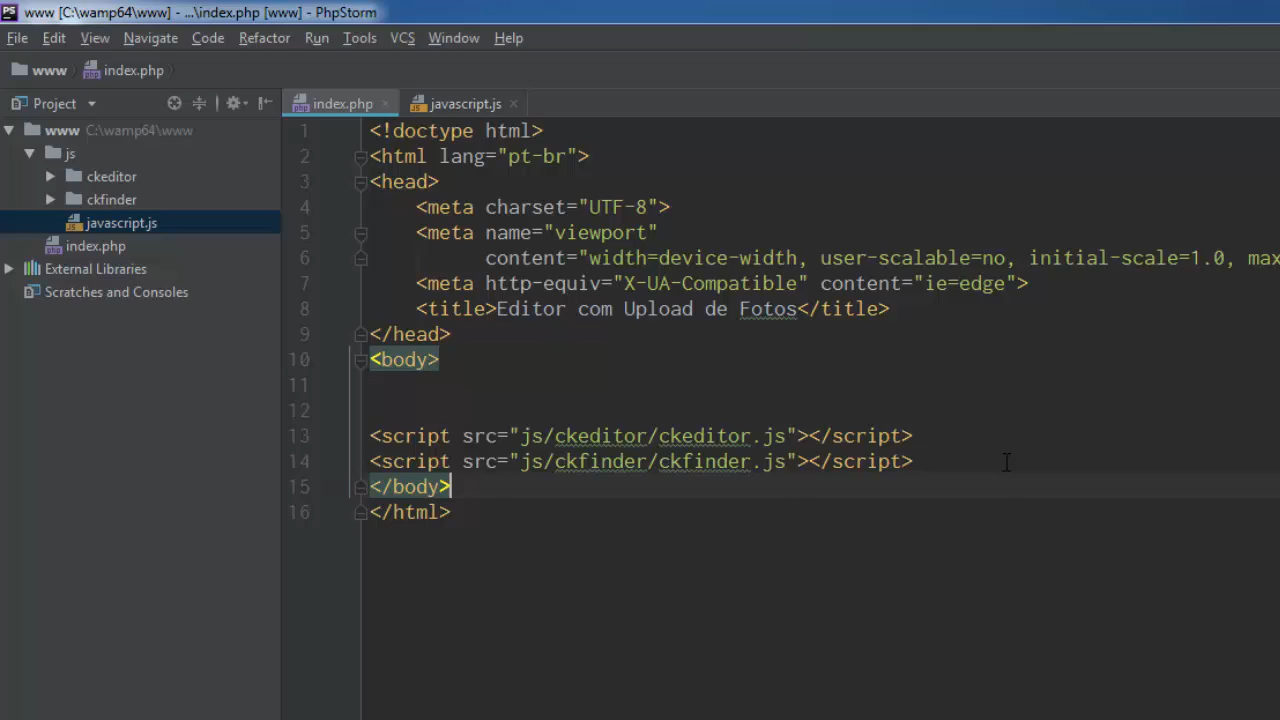 PS www [C:\wamp64\www] - ...\index.php [www] - PhpStorm
File Edit View Navigate Code Refactor Run Tools VCS Window Help
www index.php
Project
index.php javascript.js
www C:\wamp64\www
js
ckeditor
ckfinder
javascript.js
index.php
External Libraries
Scratches and Consoles
1 <!doctype html>
2 <html lang="pt-br">
3 <head>
4 <meta charset="UTF-8">
5 <meta name="viewport"
6 content="width=device-width, user-scalable=no, initial-scale=1.0, max
7 <meta http-equiv="X-UA-Compatible" content="ie=edge">
8 <title>Editor com Upload de Fotos</title>
9 </head>
10 <body>
11
12
13 <script src="js/ckeditor/ckeditor.js"></script>
14 <script src="js/ckfinder/ckfinder.js"></script>
15 </body>
16 </html>